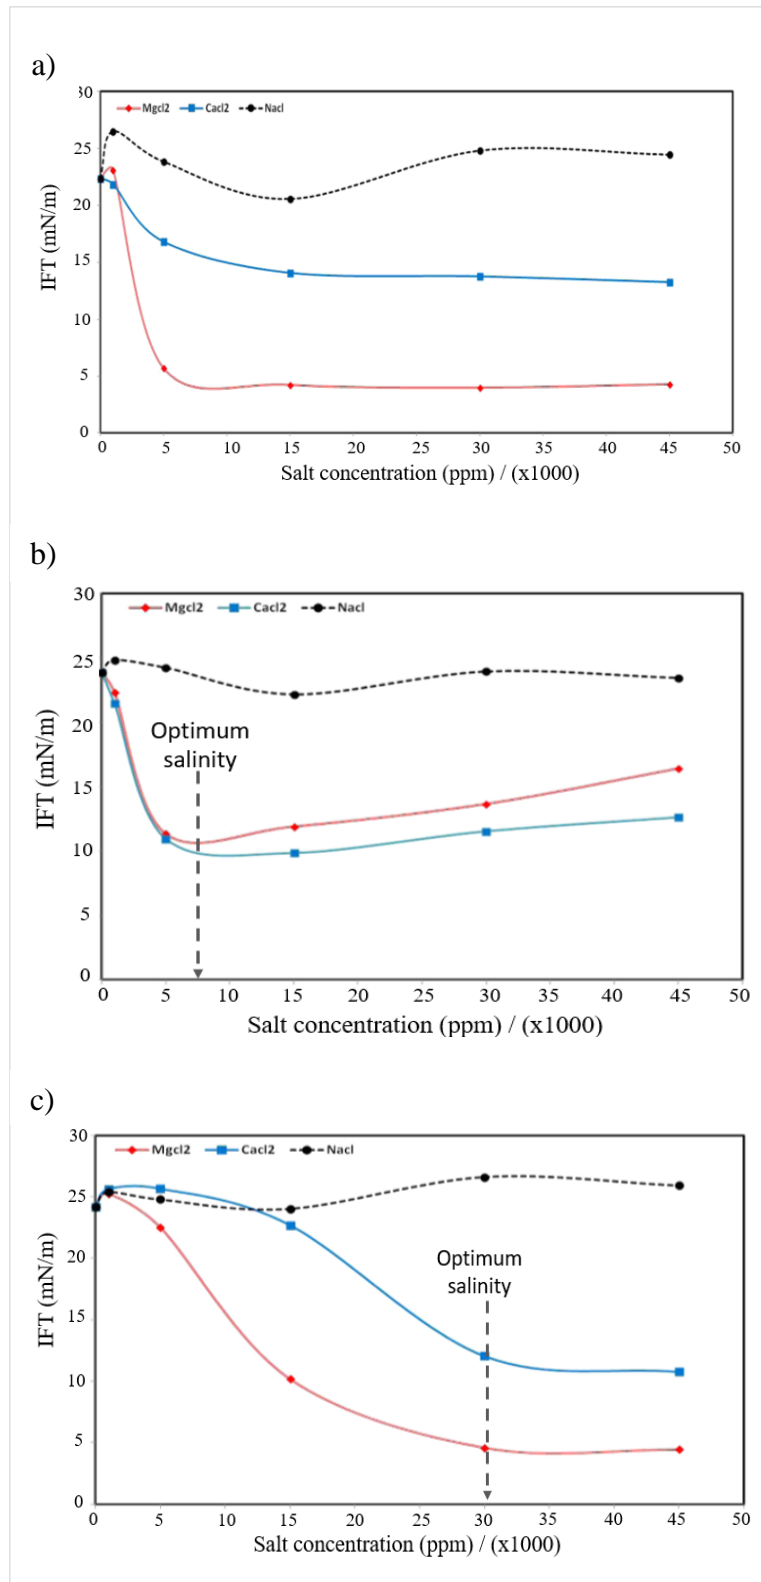 a)
30
Mgcl2 Cacl2 Nacl
25
20
15
10
5
0
IFT (mN/m)
0 5 10 15 20 25 30 35 40 45 50
Salt concentration (ppm) / (x1000)
b)
30
Mgcl2 Cacl2 Nacl
25
20
15
10
5
0
IFT (mN/m)
Optimum
salinity
0 5 10 15 20 25 30 35 40 45 50
Salt concentration (ppm) / (x1000)
c)
30
Mgcl2 Cacl2 Nacl
25
20
15
10
5
0
IFT (mN/m)
Optimum
salinity
0 5 10 15 20 25 30 35 40 45 50
Salt concentration (ppm) / (x1000)